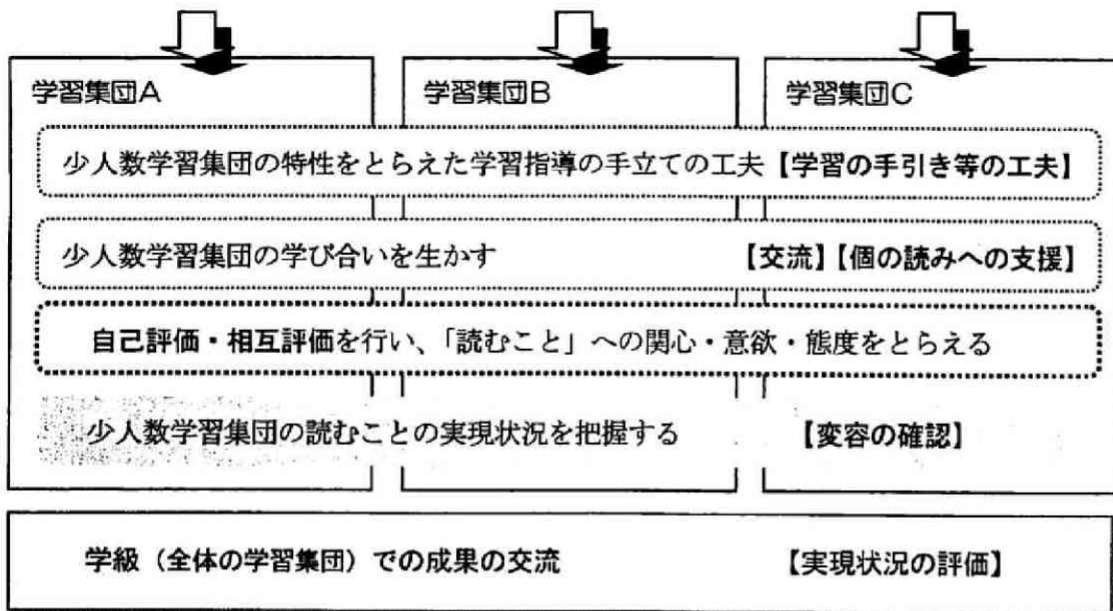 学習集団A
学習集団B
学習集団C
少人数学習集団の特性をとらえた学習指導の手立ての工夫【学習の手引き等の工夫】
少人数学習集団の学び合いを生かす 【交流】【個の読みへの支援】
自己評価・相互評価を行い、「読むこと」への関心・意欲・態度をとらえる
少人数学習集団の読むことの実現状況を把握する 【変容の確認】
学級（全体の学習集団）での成果の交流 【実現状況の評価】